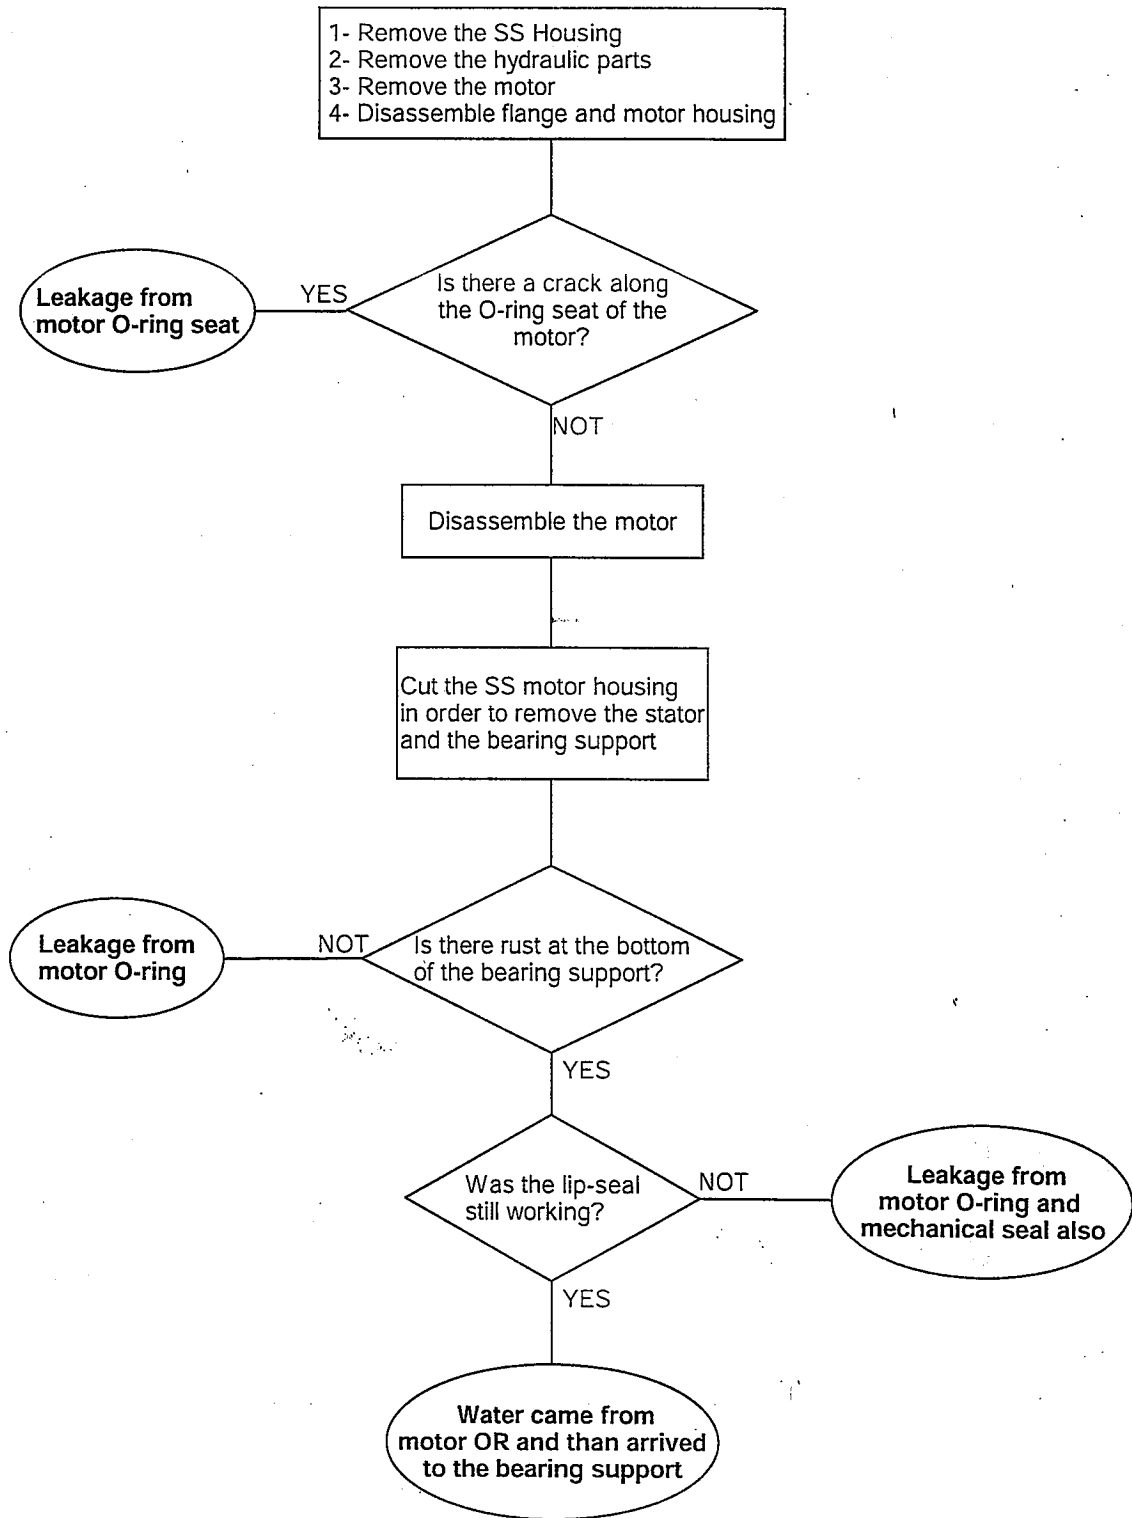 1- Remove the SS Housing
2- Remove the hydraulic parts
3- Remove the motor
4- Disassemble flange and motor housing
Is there a crack along
the O-ring seat of the
motor?
YES
Leakage from
motor O-ring seat
NOT
Disassemble the motor
Cut the SS motor housing
in order to remove the stator
and the bearing support
Is there rust at the bottom
of the bearing support?
NOT
Leakage from
motor O-ring
YES
Was the lip-seal
still working?
NOT
Leakage from
motor O-ring and
mechanical seal also
YES
Water came from
motor OR and than arrived
to the bearing support